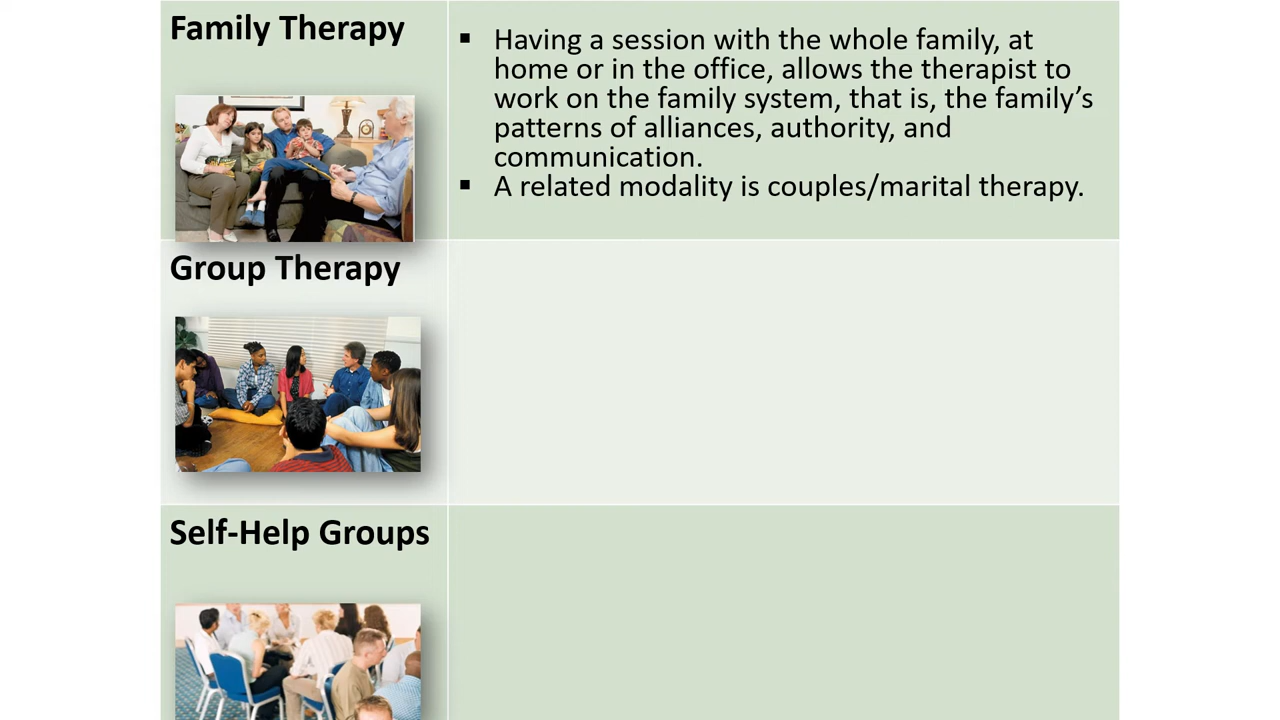 Family Therapy
▪ Having a session with the whole family, at
home or in the office, allows the therapist to
work on the family system, that is, the family’s
patterns of alliances, authority, and
communication.
▪ A related modality is couples/marital therapy.
Group Therapy
Self-Help Groups